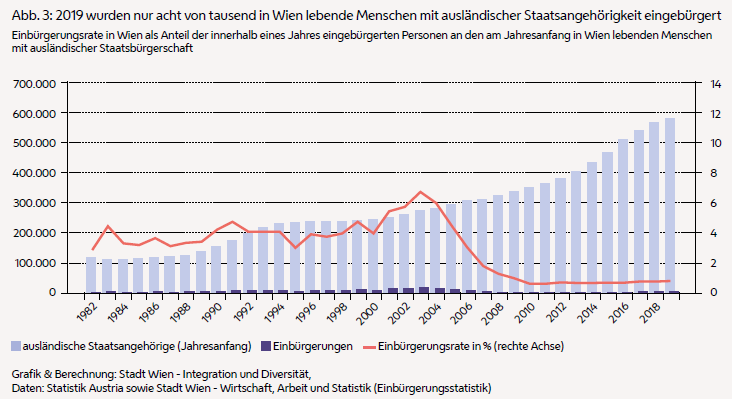 Abb. 3: 2019 wurden nur acht von tausend in Wien lebende Menschen mit ausländischer Staatsangehörigkeit eingebürgert
Einbürgerungsrate in Wien als Anteil der innerhalb eines Jahres eingebürgerten Personen an den am Jahresanfang in Wien lebenden Menschen
mit ausländischer Staatsbürgerschaft
700.000 14
600.000 12
500.000 10
400.000 8
300.000 6
200.000 4
100.000 2
0 0
1982 1984 1986 1988 1990 1992 1994 1996 1998 2000 2002 2004 2006 2008 2010 2012 2014 2016 2018
ausländische Staatsangehörige (Jahresanfang) Einbürgerungen Einbürgerungsrate in % (rechte Achse)
Grafik & Berechnung: Stadt Wien - Integration und Diversität,
Daten: Statistik Austria sowie Stadt Wien - Wirtschaft, Arbeit und Statistik (Einbürgerungsstatistik)